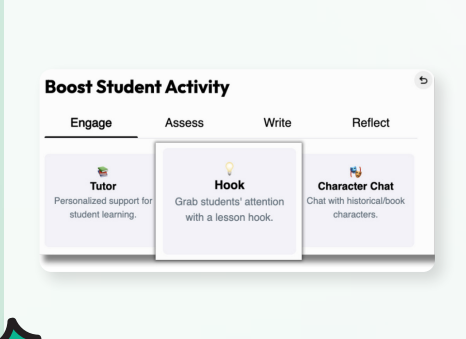 Boost Student Activity
Engage Assess Write Reflect
Tutor
Personalized support for
student learning.
Hook
Grab students' attention
with a lesson hook.
Character Chat
Chat with historical/book
characters.